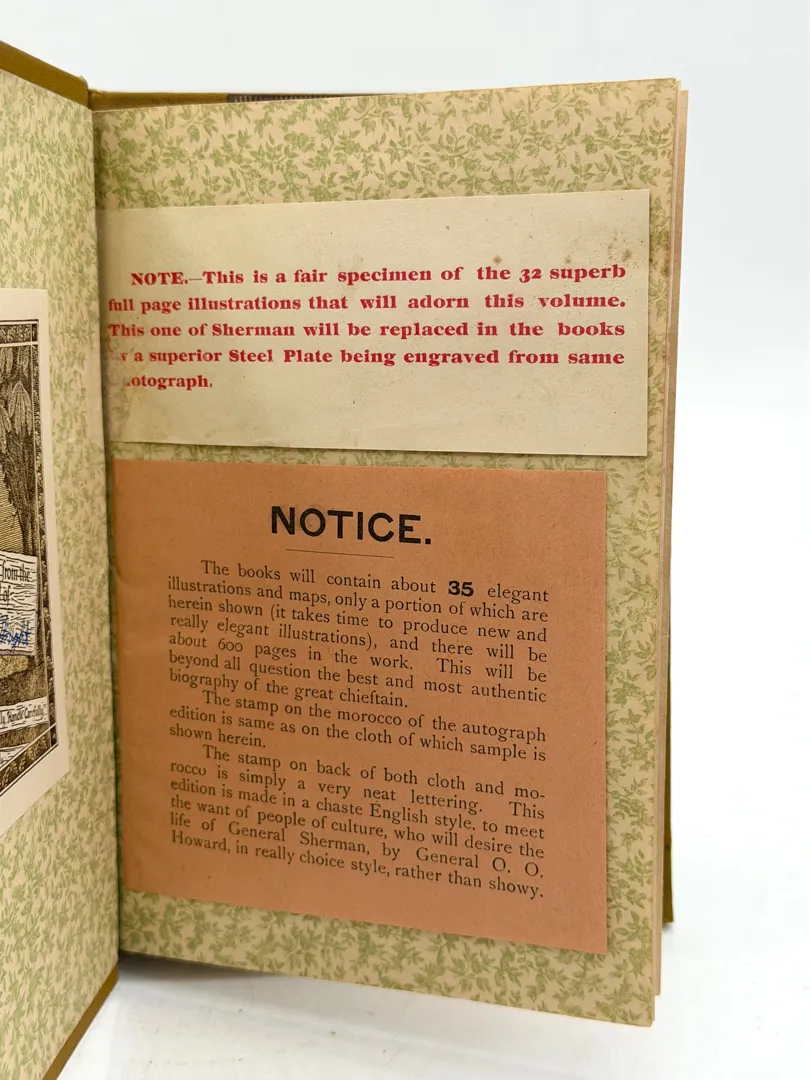 from the
of
NOTE.—This is a fair specimen of the 32 superb
full page illustrations that will adorn this volume.
This one of Sherman will be replaced in the books
a superior Steel Plate being engraved from same
otograph.
NOTICE.
The books will contain about 35 elegant
illustrations and maps, only a portion of which are
herein shown (it takes time to produce new and
really elegant illustrations), and there will be
about 600 pages in the work. This will be
beyond all question the best and most authentic
biography of the great chieftain.
The stamp on the morocco of the autograph
edition is same as on the cloth of which sample is
shown herein.
The stamp on back of both cloth and mo-
rocco is simply a very neat lettering. This
edition is made in a chaste English style, to meet
the want of people of culture, who will desire the
life of General Sherman, by General O. O.
Howard, in really choice style, rather than showy.